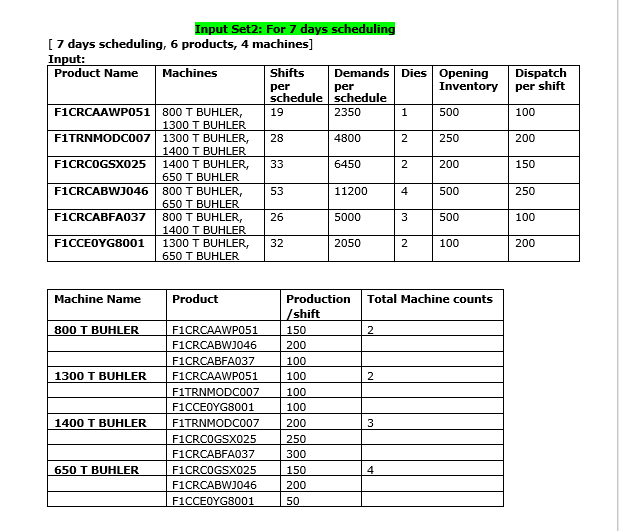 Input Set2: For 7 days scheduling
[ 7 days scheduling, 6 products, 4 machines]
Input:
Product Name Machines Shifts per schedule Demands per schedule Dies Opening Inventory Dispatch per shift
F1CRCAAWP051 800 T BUHLER, 1300 T BUHLER 19 2350 1 500 100
F1TRNMODC007 1300 T BUHLER, 1400 T BUHLER 28 4800 2 250 200
F1CRC0GSX025 1400 T BUHLER, 650 T BUHLER 33 6450 2 200 150
F1CRCABWJ046 800 T BUHLER, 650 T BUHLER 53 11200 4 500 250
F1CRCABFA037 800 T BUHLER, 1400 T BUHLER 26 5000 3 500 100
F1CCE0YG8001 1300 T BUHLER, 650 T BUHLER 32 2050 2 100 200
Machine Name Product Production /shift Total Machine counts
800 T BUHLER F1CRCAAWP051 150 2
F1CRCABWJ046 200
F1CRCABFA037 100
1300 T BUHLER F1CRCAAWP051 100 2
F1TRNMODC007 100
F1CCE0YG8001 100
1400 T BUHLER F1TRNMODC007 200 3
F1CRC0GSX025 250
F1CRCABFA037 300
650 T BUHLER F1CRC0GSX025 150 4
F1CRCABWJ046 200
F1CCE0YG8001 50